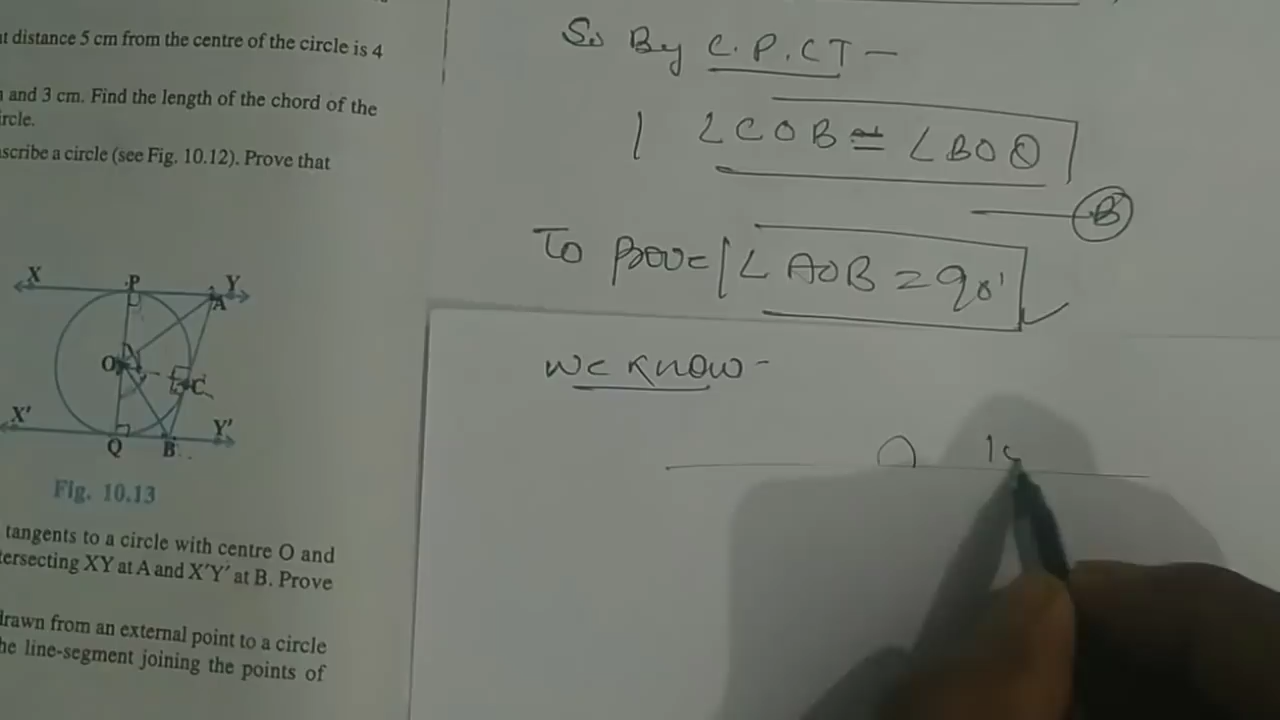 t distance 5 cm from the centre of the circle is 4
and 3 cm. Find the length of the chord of the
ircle.
scribe a circle (see Fig. 10.12). Prove that
X P Y
A
O C
X' Y'
Q B
Fig. 10.13
tangents to a circle with centre O and
tersecting XY at A and X'Y' at B. Prove
drawn from an external point to a circle
he line-segment joining the points of
So By C.P.CT —
∠COB ≅ ∠BOQ
B
To prove ∠AOB = 90°
We know -